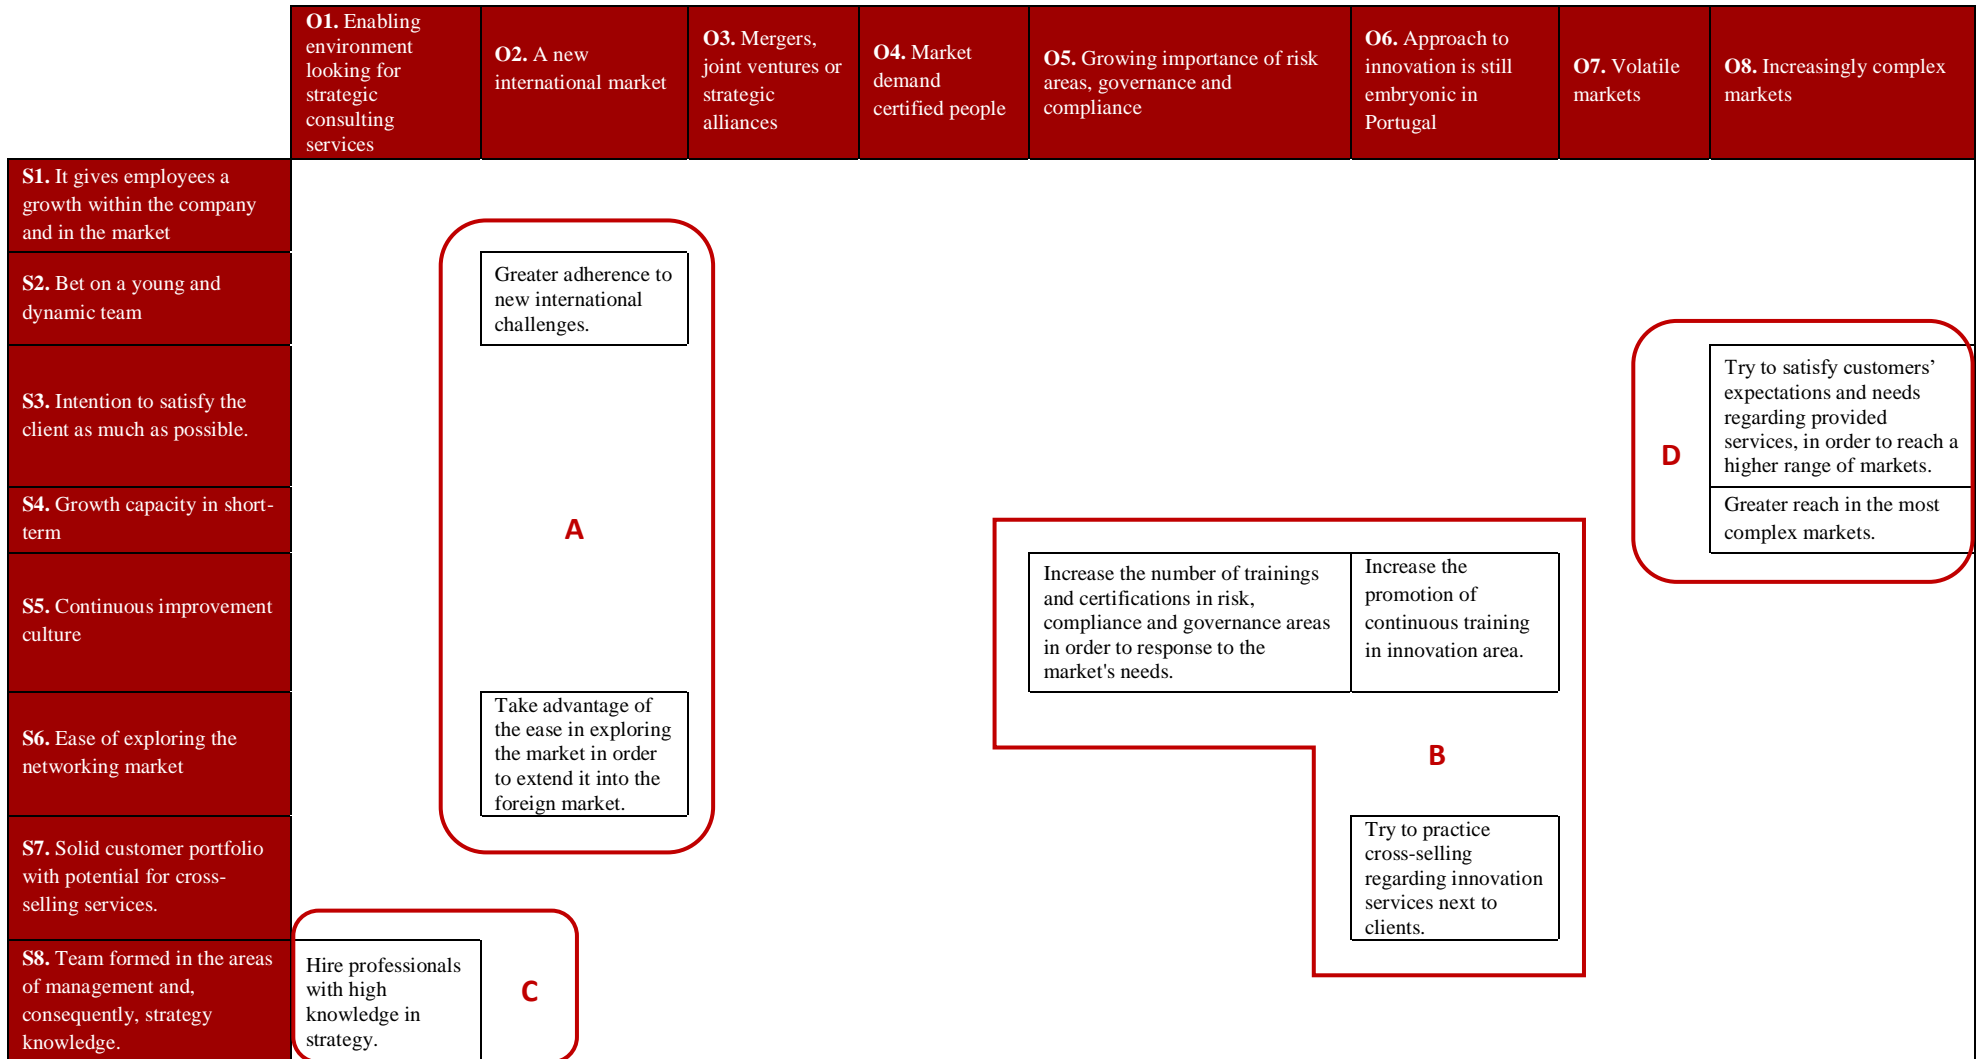 O1. Enabling
environment
looking for
strategic
consulting
services
O2. A new
international market
O3. Mergers,
joint ventures or
strategic
alliances
O4. Market
demand
certified people
O5. Growing importance of risk
areas, governance and
compliance
O6. Approach to
innovation is still
embryonic in
Portugal
O7. Volatile
markets
O8. Increasingly complex
markets
S1. It gives employees a
growth within the company
and in the market
S2. Bet on a young and
dynamic team
Greater adherence to
new international
challenges.
S3. Intention to satisfy the
client as much as possible.
D
Try to satisfy customers’
expectations and needs
regarding provided
services, in order to reach a
higher range of markets.
S4. Growth capacity in short-
term
A
Greater reach in the most
complex markets.
S5. Continuous improvement
culture
Increase the number of trainings
and certifications in risk,
compliance and governance areas
in order to response to the
market's needs.
Increase the
promotion of
continuous training
in innovation area.
S6. Ease of exploring the
networking market
Take advantage of
the ease in exploring
the market in order
to extend it into the
foreign market.
B
S7. Solid customer portfolio
with potential for cross-
selling services.
Try to practice
cross-selling
regarding innovation
services next to
clients.
S8. Team formed in the areas
of management and,
consequently, strategy
knowledge.
Hire professionals
with high
knowledge in
strategy.
C